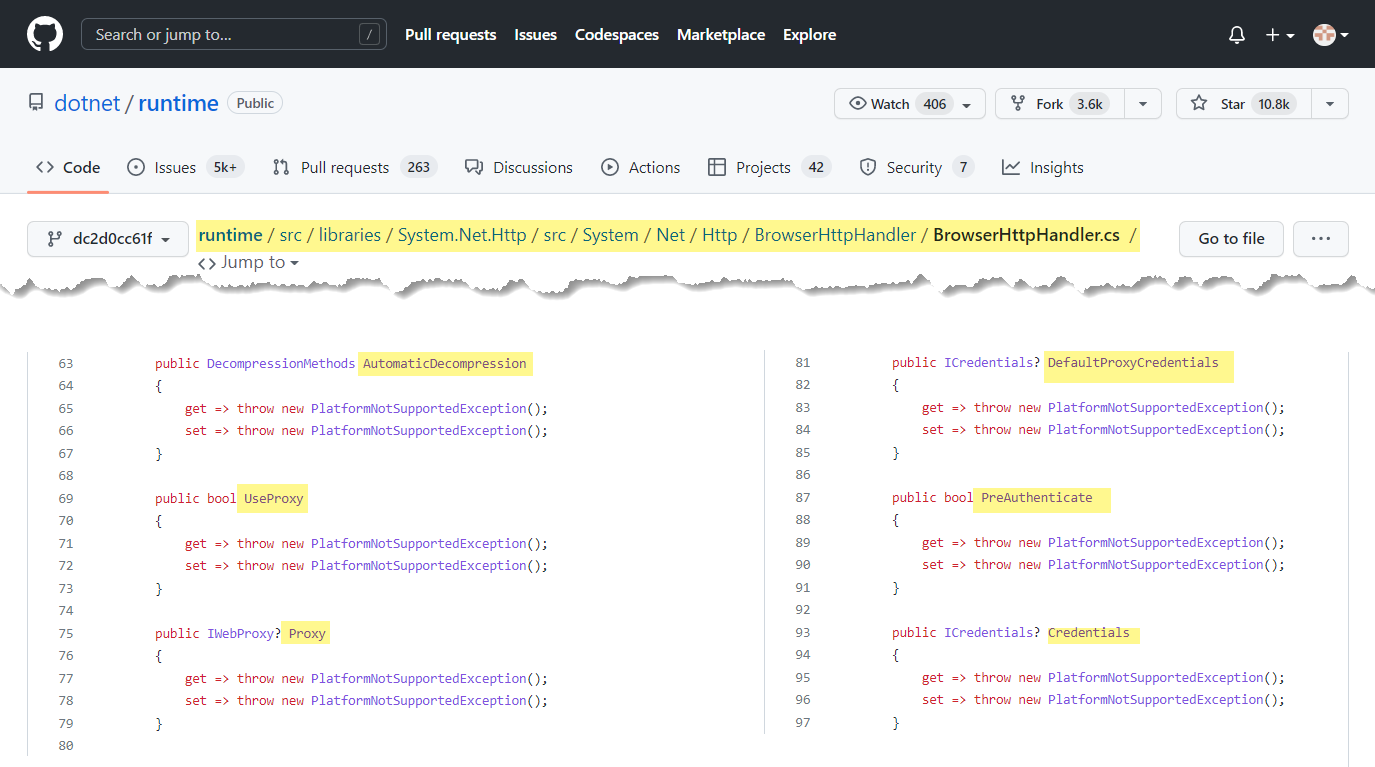 Search or jump to... /
Pull requests Issues Codespaces Marketplace Explore
dotnet / runtime Public
Watch 406 Fork 3.6k Star 10.8k
Code Issues 5k+ Pull requests 263 Discussions Actions Projects 42 Security 7 Insights
dc2d0cc61f
runtime / src / libraries / System.Net.Http / src / System / Net / Http / BrowserHttpHandler / BrowserHttpHandler.cs /
<> Jump to
Go to file ...
63 public DecompressionMethods AutomaticDecompression
64 {
65 get => throw new PlatformNotSupportedException();
66 set => throw new PlatformNotSupportedException();
67 }
68
69 public bool UseProxy
70 {
71 get => throw new PlatformNotSupportedException();
72 set => throw new PlatformNotSupportedException();
73 }
74
75 public IWebProxy? Proxy
76 {
77 get => throw new PlatformNotSupportedException();
78 set => throw new PlatformNotSupportedException();
79 }
80
81 public ICredentials? DefaultProxyCredentials
82 {
83 get => throw new PlatformNotSupportedException();
84 set => throw new PlatformNotSupportedException();
85 }
86
87 public bool PreAuthenticate
88 {
89 get => throw new PlatformNotSupportedException();
90 set => throw new PlatformNotSupportedException();
91 }
92
93 public ICredentials? Credentials
94 {
95 get => throw new PlatformNotSupportedException();
96 set => throw new PlatformNotSupportedException();
97 }